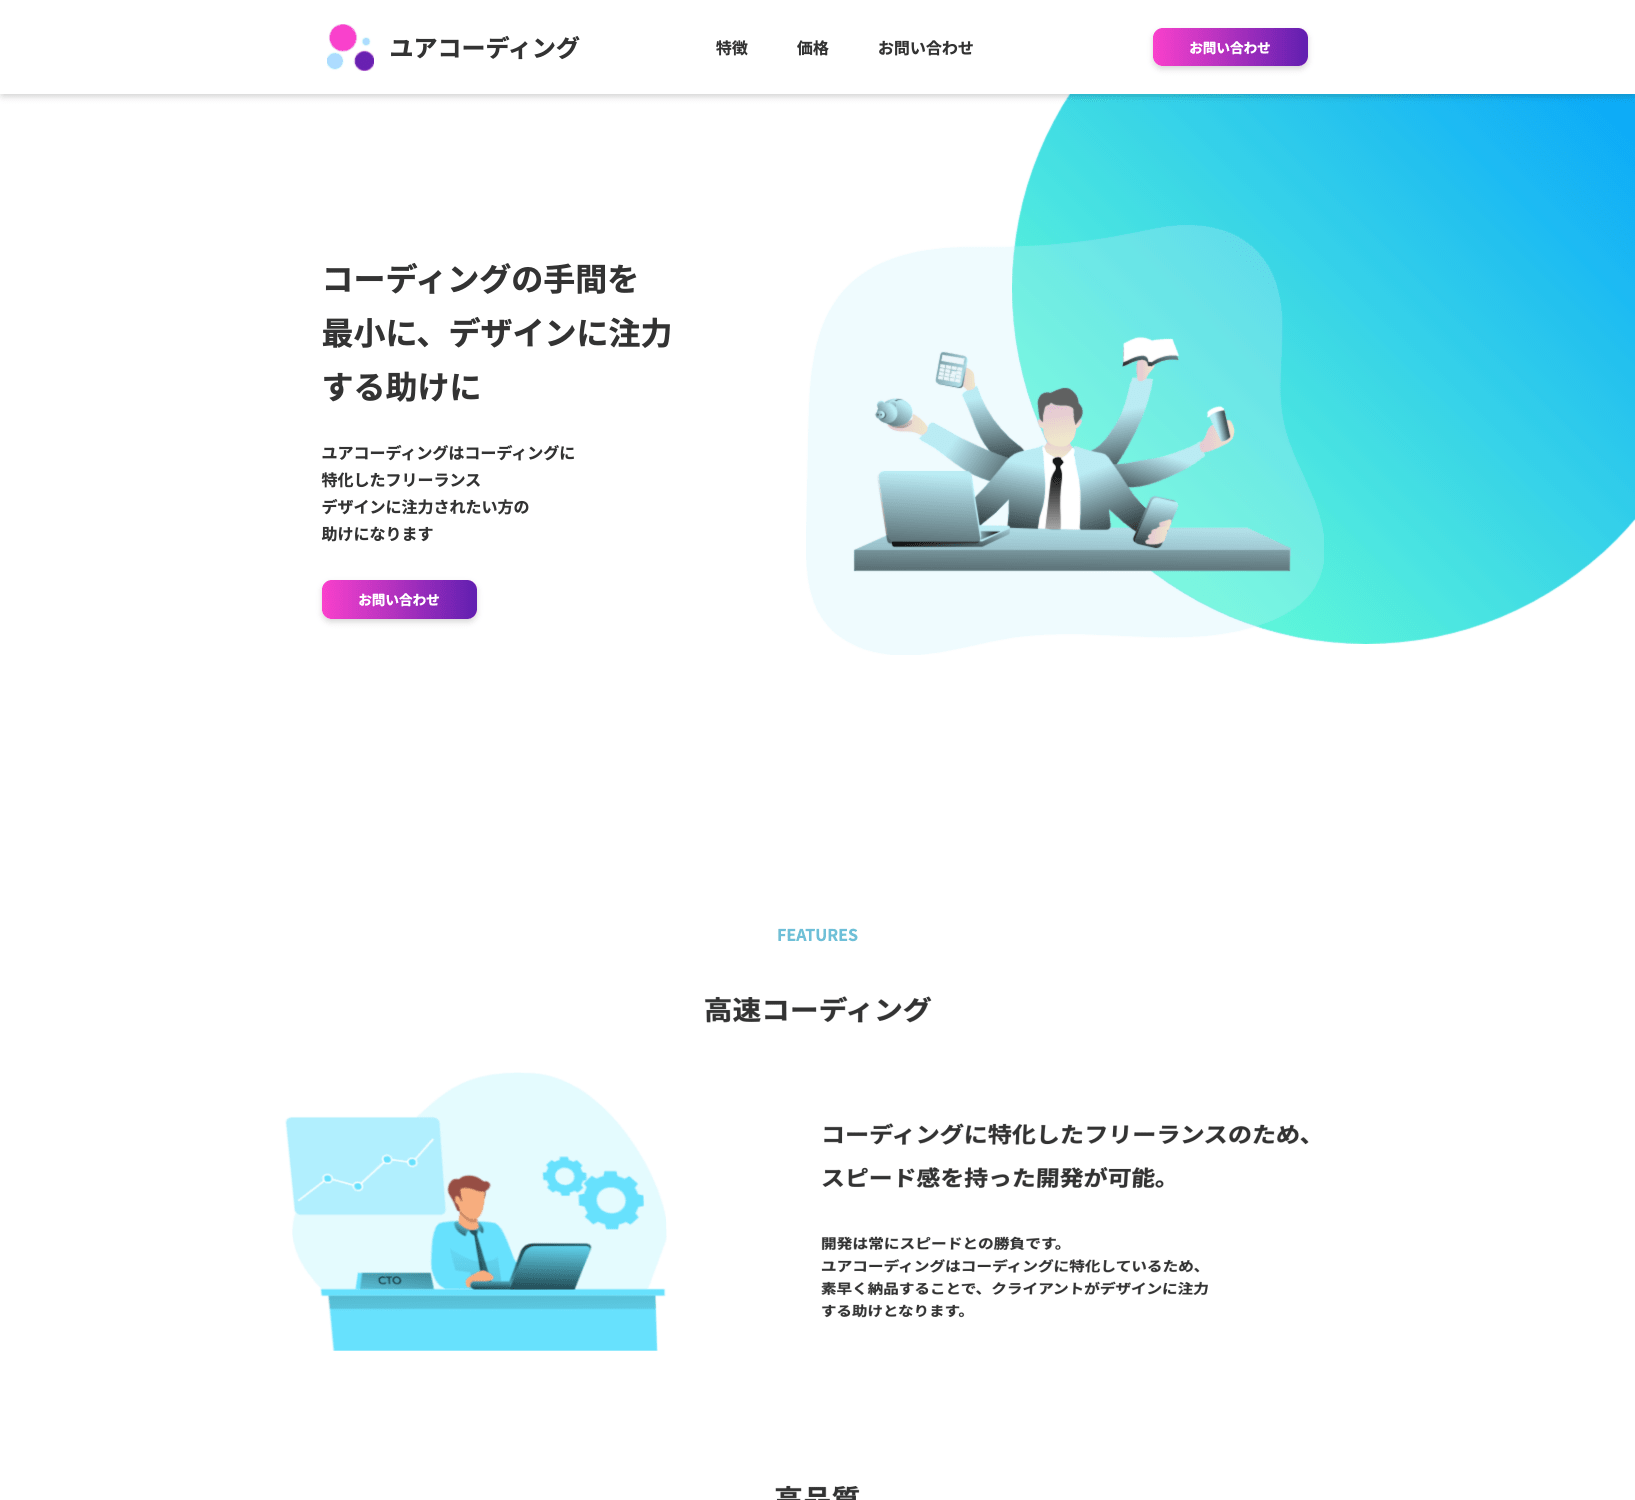 ユアコーディング
特徴
価格
お問い合わせ
お問い合わせ
コーディングの手間を
最小に、デザインに注力
する助けに
ユアコーディングはコーディングに
特化したフリーランス
デザインに注力されたい方の
助けになります
お問い合わせ
FEATURES
高速コーディング
コーディングに特化したフリーランスのため、
スピード感を持った開発が可能。
開発は常にスピードとの勝負です。
ユアコーディングはコーディングに特化しているため、
素早く納品することで、クライアントがデザインに注力
する助けとなります。
CTO
高品質